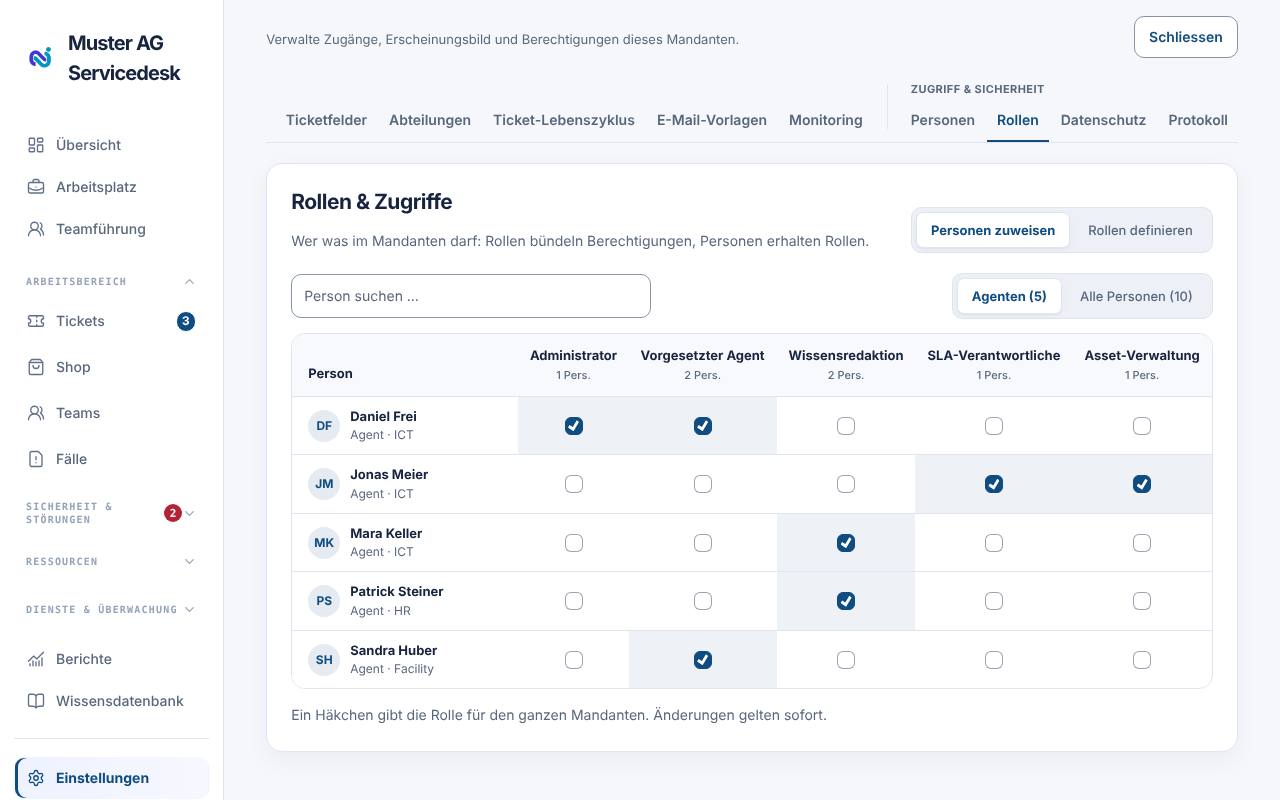 Muster AG
Servicedesk
Übersicht
Arbeitsplatz
Teamführung
ARBEITSBEREICH
Tickets 3
Shop
Teams
Fälle
SICHERHEIT &
STÖRUNGEN 2
RESSOURCEN
DIENSTE & ÜBERWACHUNG
Berichte
Wissensdatenbank
Einstellungen
Verwalte Zugänge, Erscheinungsbild und Berechtigungen dieses Mandanten.
Schliessen
ZUGRIFF & SICHERHEIT
Ticketfelder Abteilungen Ticket-Lebenszyklus E-Mail-Vorlagen Monitoring Personen Rollen Datenschutz Protokoll
Rollen & Zugriffe
Wer was im Mandanten darf: Rollen bündeln Berechtigungen, Personen erhalten Rollen.
Personen zuweisen Rollen definieren
Person suchen ...
Agenten (5) Alle Personen (10)
Person Administrator Vorgesetzter Agent Wissensredaktion SLA-Verantwortliche Asset-Verwaltung
1 Pers. 2 Pers. 2 Pers. 1 Pers. 1 Pers.
DF Daniel Frei
Agent · ICT
JM Jonas Meier
Agent · ICT
MK Mara Keller
Agent · ICT
PS Patrick Steiner
Agent · HR
SH Sandra Huber
Agent · Facility
Ein Häkchen gibt die Rolle für den ganzen Mandanten. Änderungen gelten sofort.